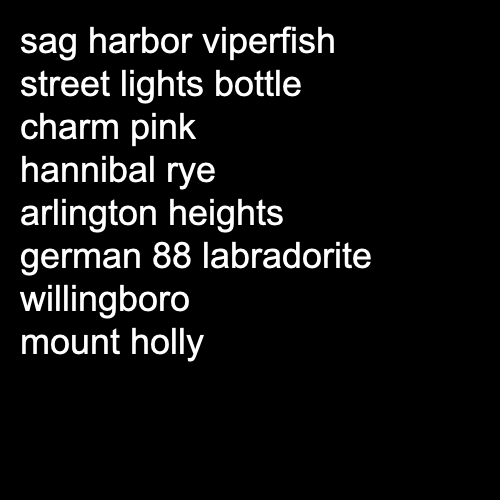 sag harbor viperfish
street lights bottle
charm pink
hannibal rye
arlington heights
german 88 labradorite
willingboro
mount holly